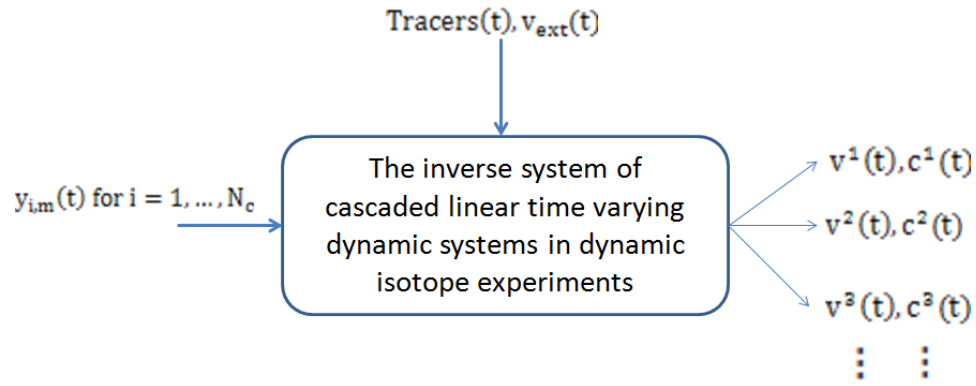 Tracers(t), v_ext(t)
y_i,m(t) for i = 1, ..., N_c
The inverse system of
cascaded linear time varying
dynamic systems in dynamic
isotope experiments
v¹(t), c¹(t)
v²(t), c²(t)
v³(t), c³(t)
⋮ ⋮